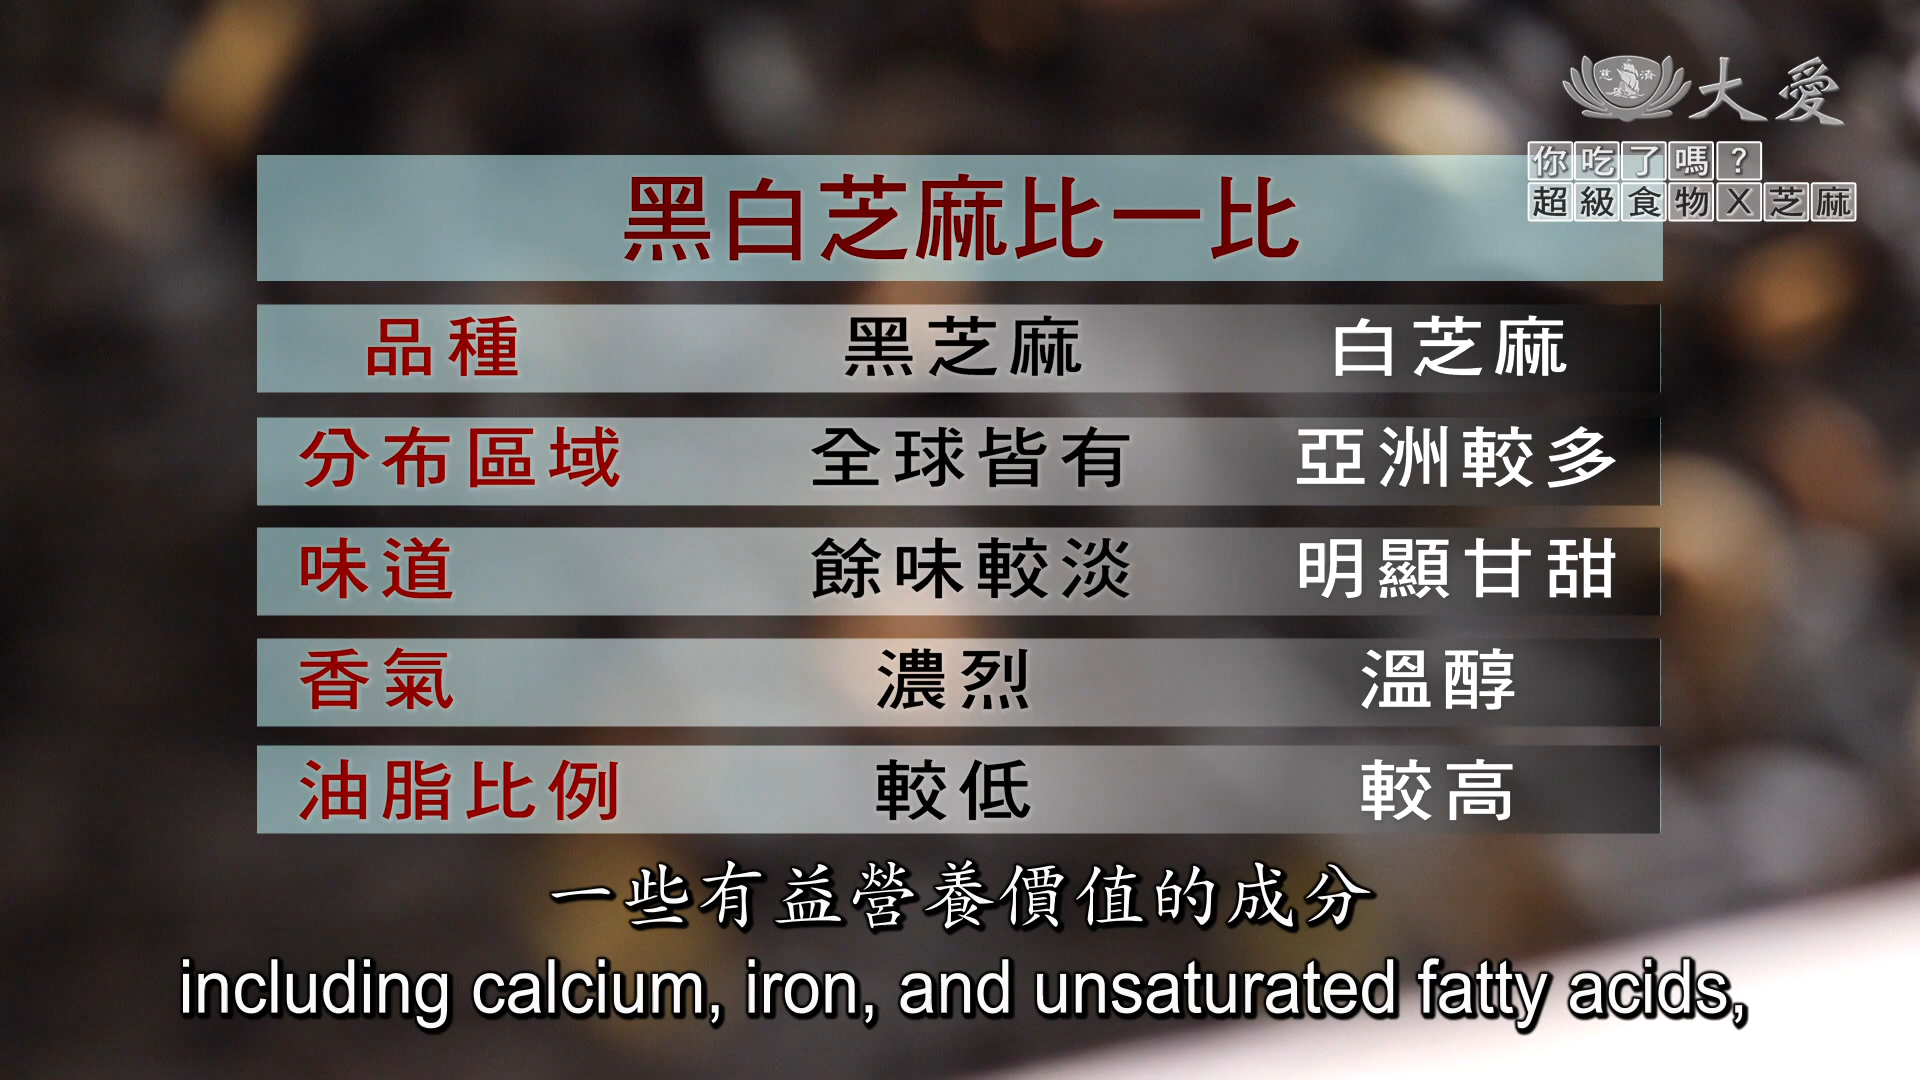 慈濟 大愛
你吃了嗎？
超級食物X芝麻
黑白芝麻比一比
品種 黑芝麻 白芝麻
分布區域 全球皆有 亞洲較多
味道 餘味較淡 明顯甘甜
香氣 濃烈 溫醇
油脂比例 較低 較高
一些有益營養價值的成分
including calcium, iron, and unsaturated fatty acids,